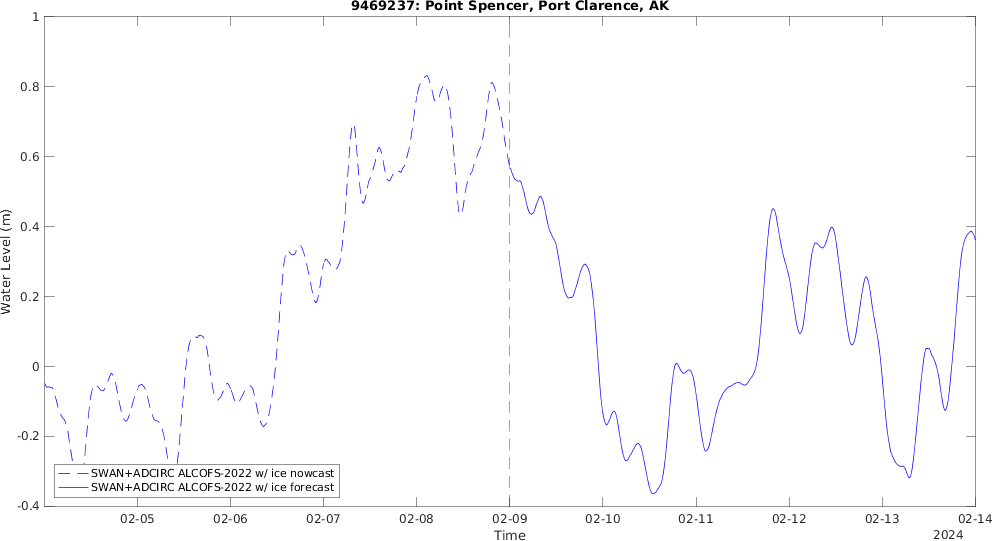 9469237: Point Spencer, Port Clarence, AK
Water Level (m)
1
0.8
0.6
0.4
0.2
0
-0.2
-0.4
SWAN+ADCIRC ALCOFS-2022 w/ ice nowcast
SWAN+ADCIRC ALCOFS-2022 w/ ice forecast
02-05 02-06 02-07 02-08 02-09 02-10 02-11 02-12 02-13 02-14
Time
2024